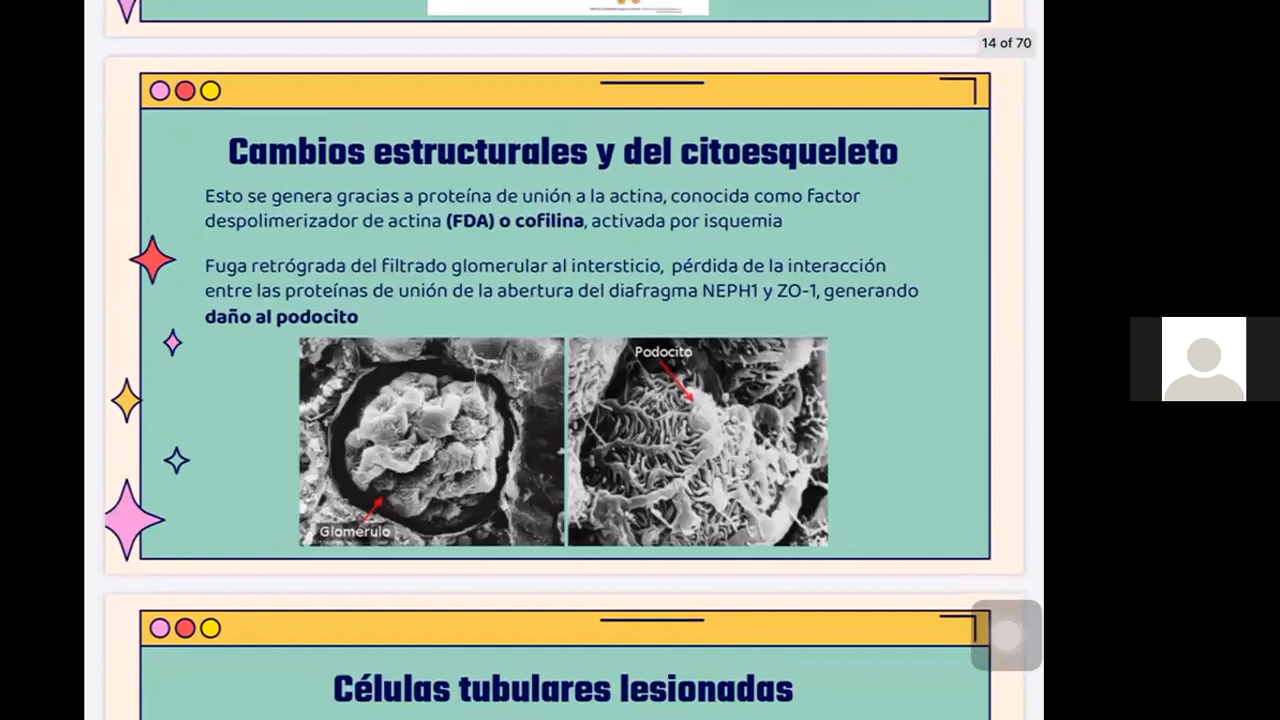 14 of 70
Cambios estructurales y del citoesqueleto
Esto se genera gracias a proteína de unión a la actina, conocida como factor
despolimerizador de actina (FDA) o cofilina, activada por isquemia
Fuga retrógrada del filtrado glomerular al intersticio, pérdida de la interacción
entre las proteínas de unión de la abertura del diafragma NEPH1 y ZO-1, generando
daño al podocito
Podocito
Glomérulo
Células tubulares lesionadas